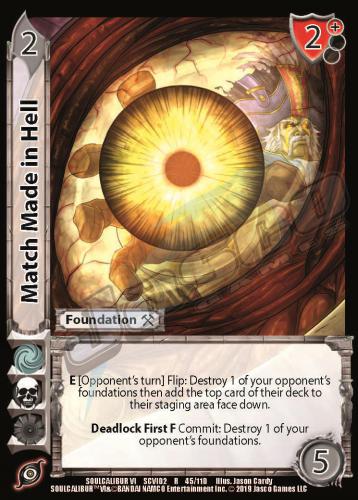 2
2
+
Match Made in Hell
Foundation
E [Opponent's turn] Flip: Destroy 1 of your opponent's
foundations then add the top card of their deck to
their staging area face down.
Deadlock First F Commit: Destroy 1 of your
opponent's foundations.
5
SOULCALIBUR VI SCVI02 R 45/110 Illus. Jason Cardy
SOULCALIBUR™VI&©BANDAI NAMCO Entertainment Inc. © 2019 Jasco Games LLC